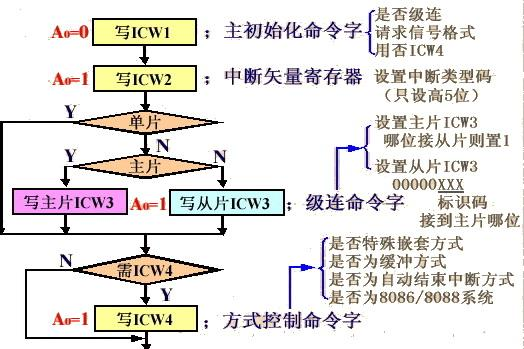 是否级连
A0=0 写ICW1 ；主初始化命令字 请求信号格式
用否ICW4
A0=1 写ICW2 ；中断矢量寄存器 设置中断类型码
（只设高5位）
Y 单片
N
设置主片ICW3
哪位接从片则置1
Y 主片 N
设置从片ICW3
00000XXX
写主片ICW3 A0=1 写从片ICW3 ；级连命令字 标识码
接到主片哪位
N 需ICW4
Y
是否特殊嵌套方式
是否为缓冲方式
是否为自动结束中断方式
是否为8086/8088系统
A0=1 写ICW4 ；方式控制命令字